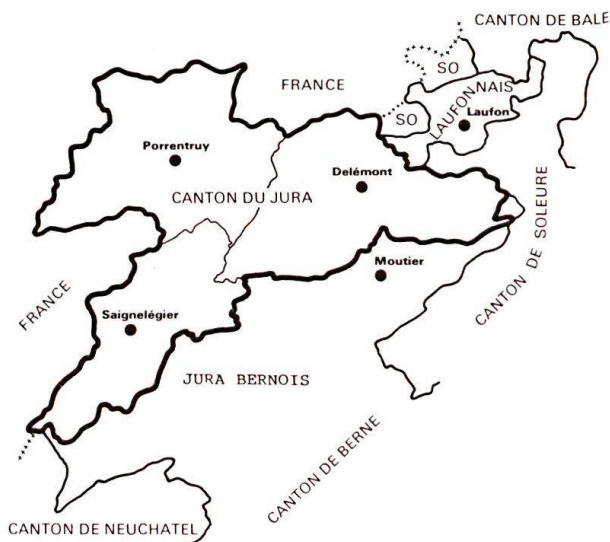 CANTON DE BALE
SO
FRANCE
LAUFONNAIS
SO
Laufon
Porrentruy
Delémont
CANTON DU JURA
CANTON DE SOLEURE
Moutier
FRANCE
Saignelégier
JURA BERNOIS
CANTON DE BERNE
CANTON DE NEUCHATEL